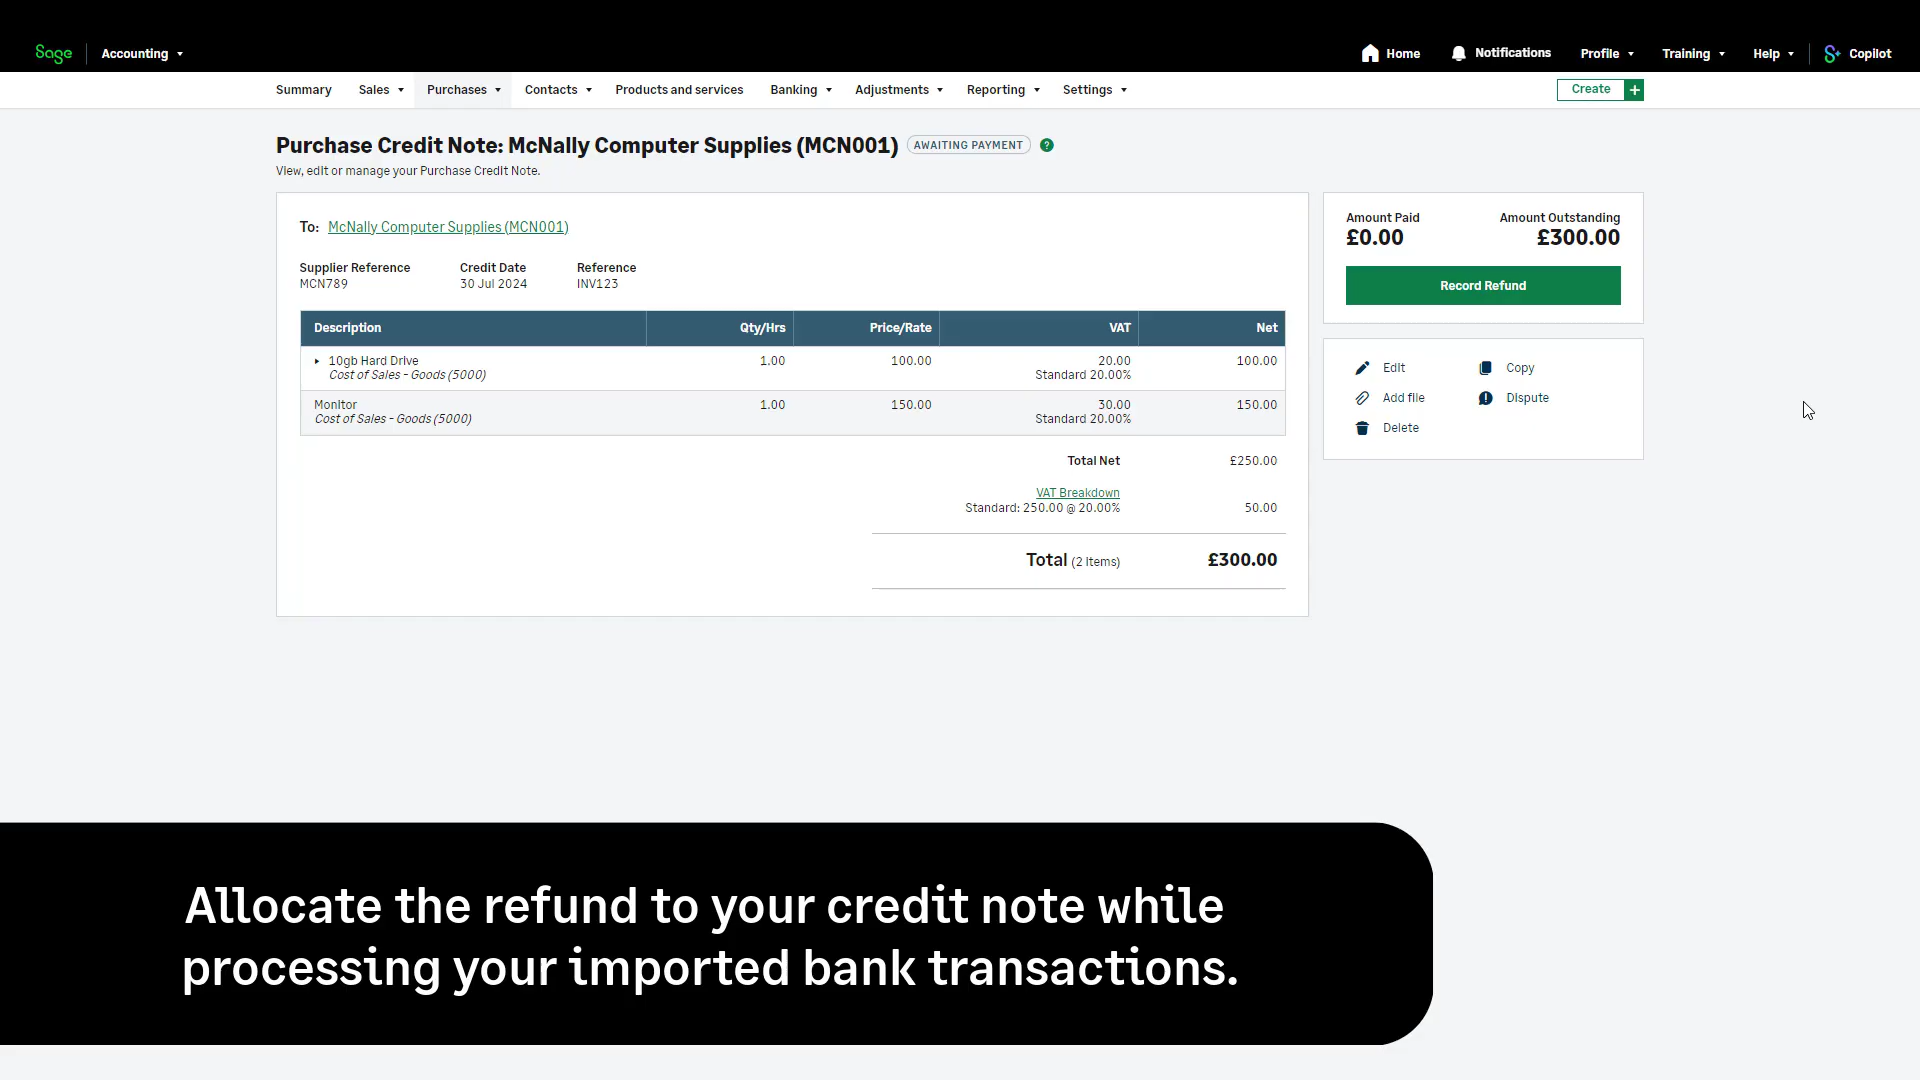 Sage Accounting Home Notifications Profile Training Help Copilot
Summary Sales Purchases Contacts Products and services Banking Adjustments Reporting Settings Create +
Purchase Credit Note: McNally Computer Supplies (MCN001) AWAITING PAYMENT ?
View, edit or manage your Purchase Credit Note.
To: McNally Computer Supplies (MCN001)
Supplier Reference Credit Date Reference
MCN789 30 Jul 2024 INV123
Description Qty/Hrs Price/Rate VAT Net
10gb Hard Drive 1.00 100.00 20.00 100.00
Cost of Sales - Goods (5000) Standard 20.00%
Monitor 1.00 150.00 30.00 150.00
Cost of Sales - Goods (5000) Standard 20.00%
Total Net £250.00
VAT Breakdown
Standard: 250.00 @ 20.00% 50.00
Total (2 Items) £300.00
Amount Paid Amount Outstanding
£0.00 £300.00
Record Refund
Edit Copy
Add file Dispute
Delete
Allocate the refund to your credit note while
processing your imported bank transactions.